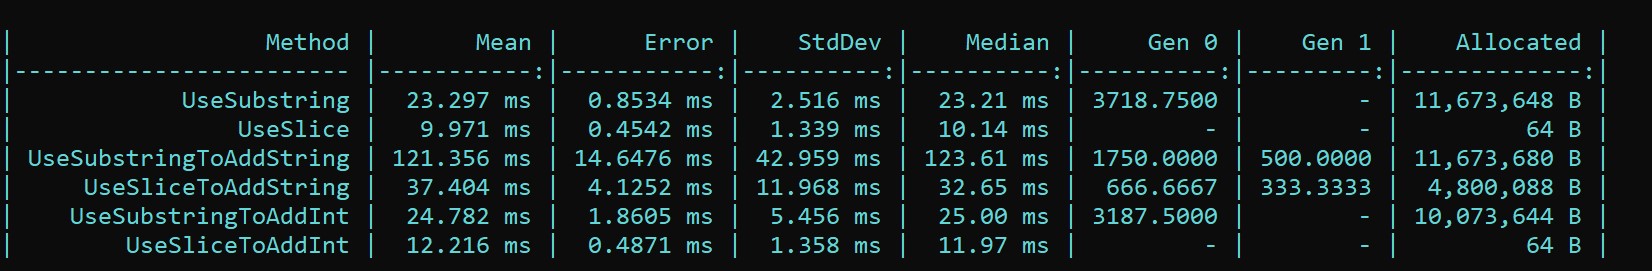 | Method | Mean | Error | StdDev | Median | Gen 0 | Gen 1 | Allocated |
|------------------------ |-----------:|-----------:|----------:|----------:|----------:|---------:|-------------:|
| UseSubstring | 23.297 ms | 0.8534 ms | 2.516 ms | 23.21 ms | 3718.7500 | - | 11,673,648 B |
| UseSlice | 9.971 ms | 0.4542 ms | 1.339 ms | 10.14 ms | - | - | 64 B |
| UseSubstringToAddString | 121.356 ms | 14.6476 ms | 42.959 ms | 123.61 ms | 1750.0000 | 500.0000 | 11,673,680 B |
| UseSliceToAddString | 37.404 ms | 4.1252 ms | 11.968 ms | 32.65 ms | 666.6667 | 333.3333 | 4,800,088 B |
| UseSubstringToAddInt | 24.782 ms | 1.8605 ms | 5.456 ms | 25.00 ms | 3187.5000 | - | 10,073,644 B |
| UseSliceToAddInt | 12.216 ms | 0.4871 ms | 1.358 ms | 11.97 ms | - | - | 64 B |